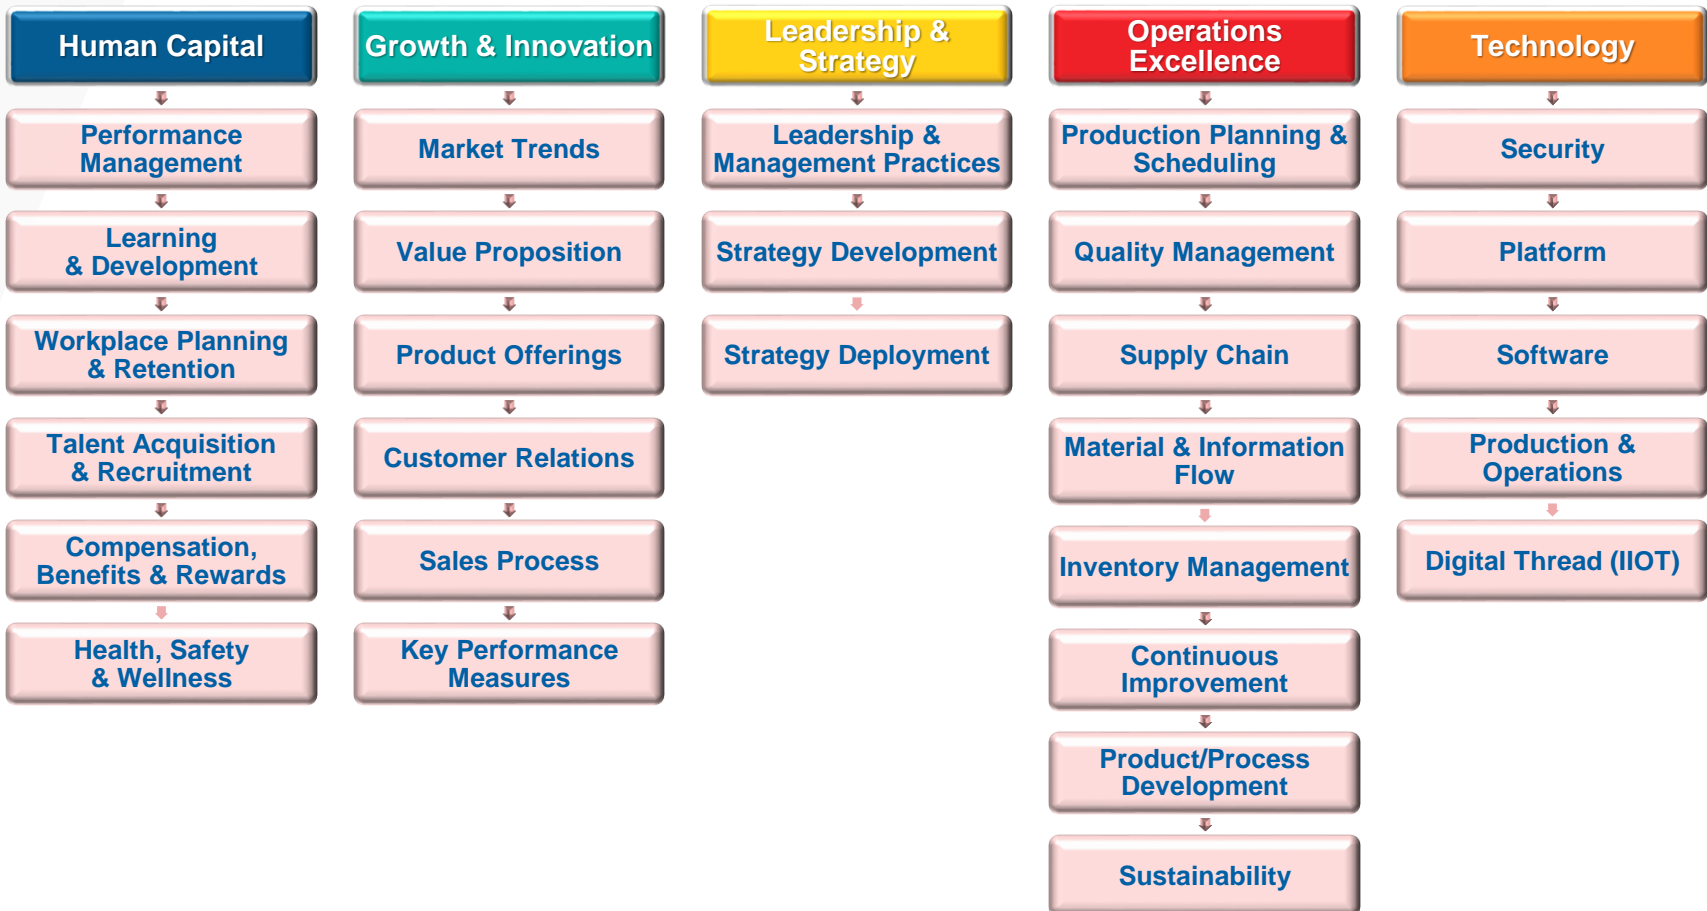 Human Capital
Performance
Management
Learning
& Development
Workplace Planning
& Retention
Talent Acquisition
& Recruitment
Compensation,
Benefits & Rewards
Health, Safety
& Wellness
Growth & Innovation
Market Trends
Value Proposition
Product Offerings
Customer Relations
Sales Process
Key Performance
Measures
Leadership &
Strategy
Leadership &
Management Practices
Strategy Development
Strategy Deployment
Operations
Excellence
Production Planning &
Scheduling
Quality Management
Supply Chain
Material & Information
Flow
Inventory Management
Continuous
Improvement
Product/Process
Development
Sustainability
Technology
Security
Platform
Software
Production &
Operations
Digital Thread (IIOT)